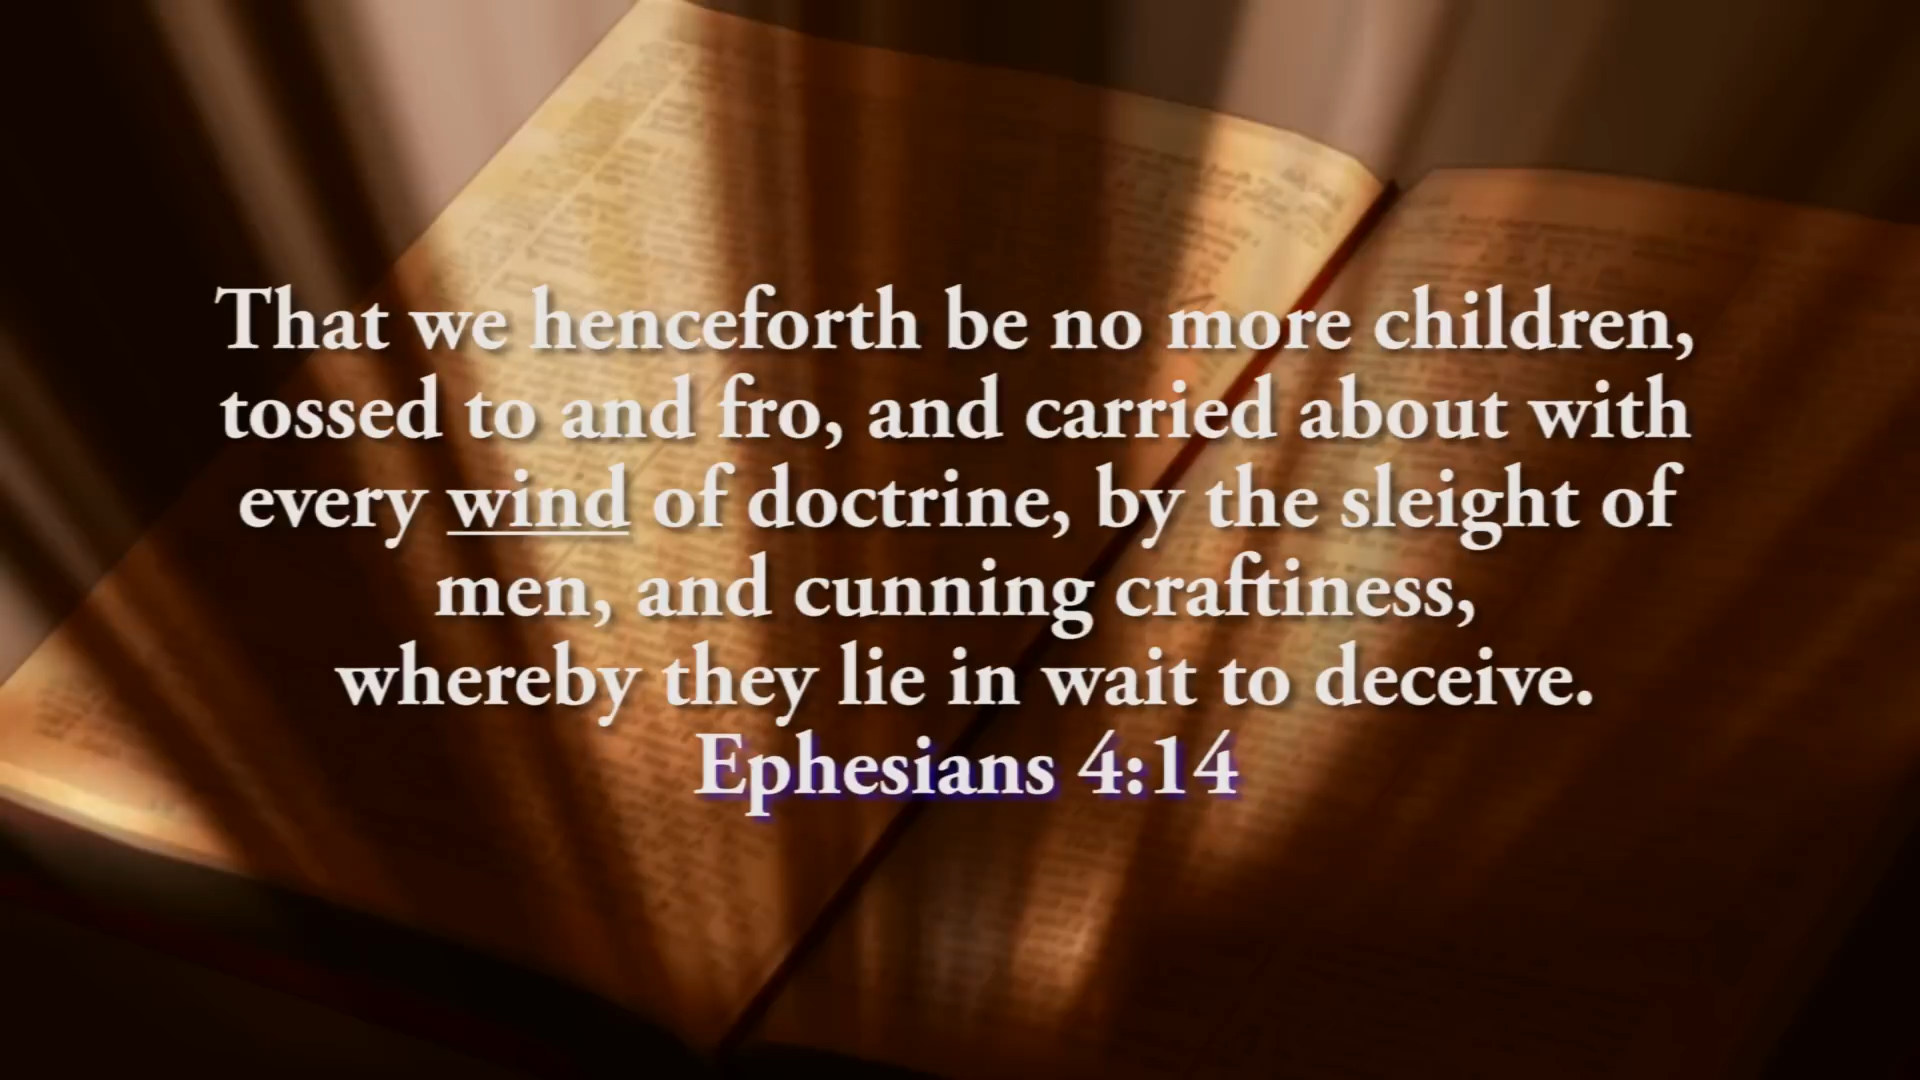 That we henceforth be no more children,
tossed to and fro, and carried about with
every wind of doctrine, by the sleight of
men, and cunning craftiness,
whereby they lie in wait to deceive.
Ephesians 4:14